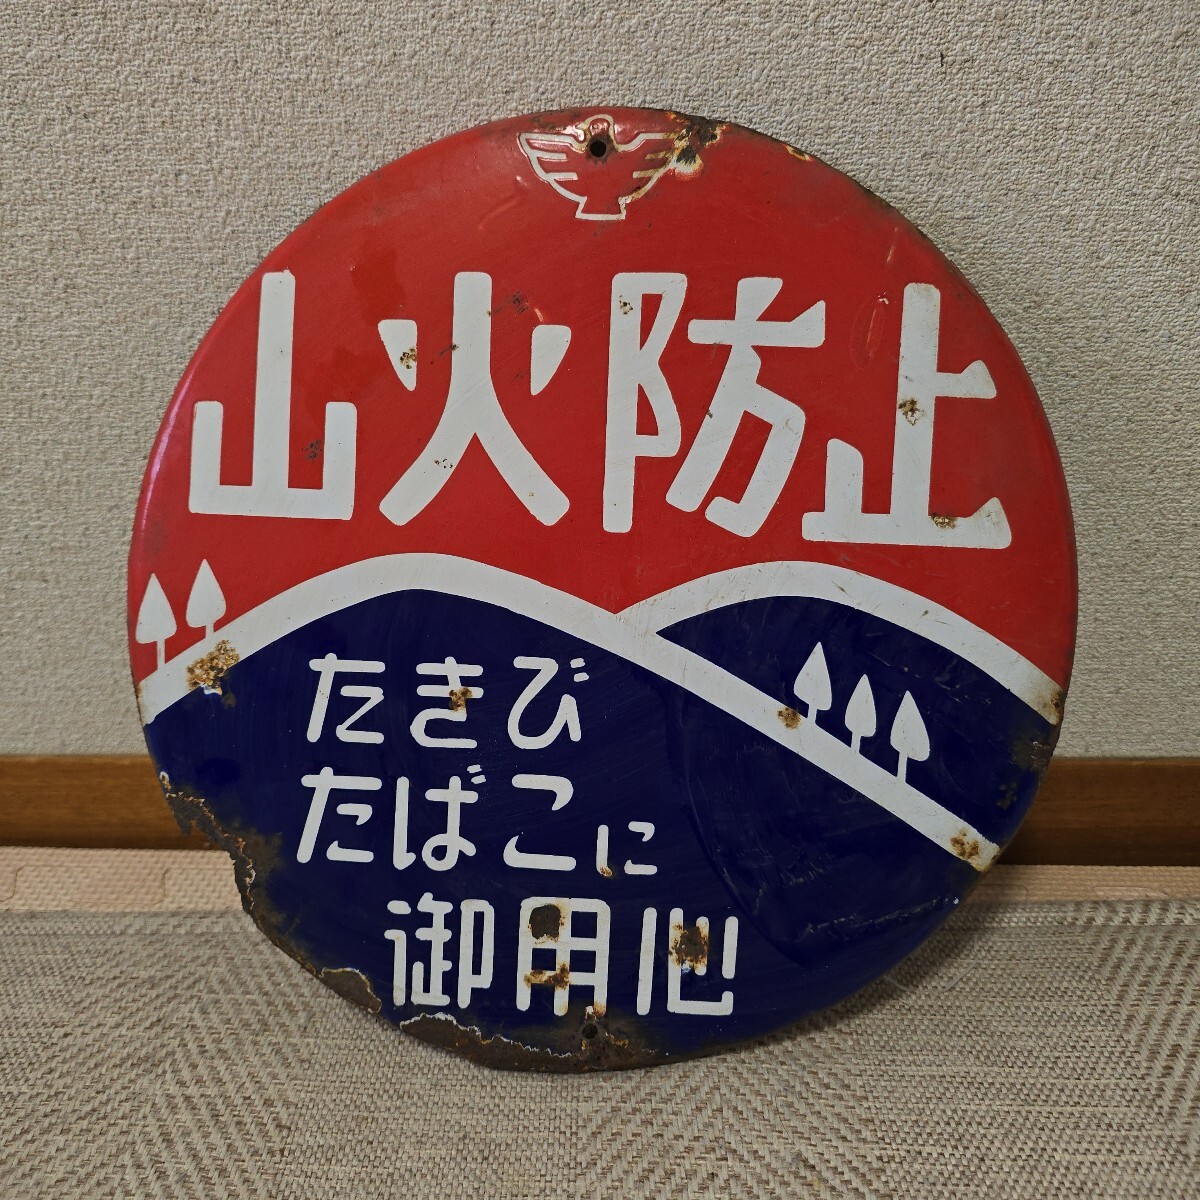 山火防止
たきび
たばこに
御用心